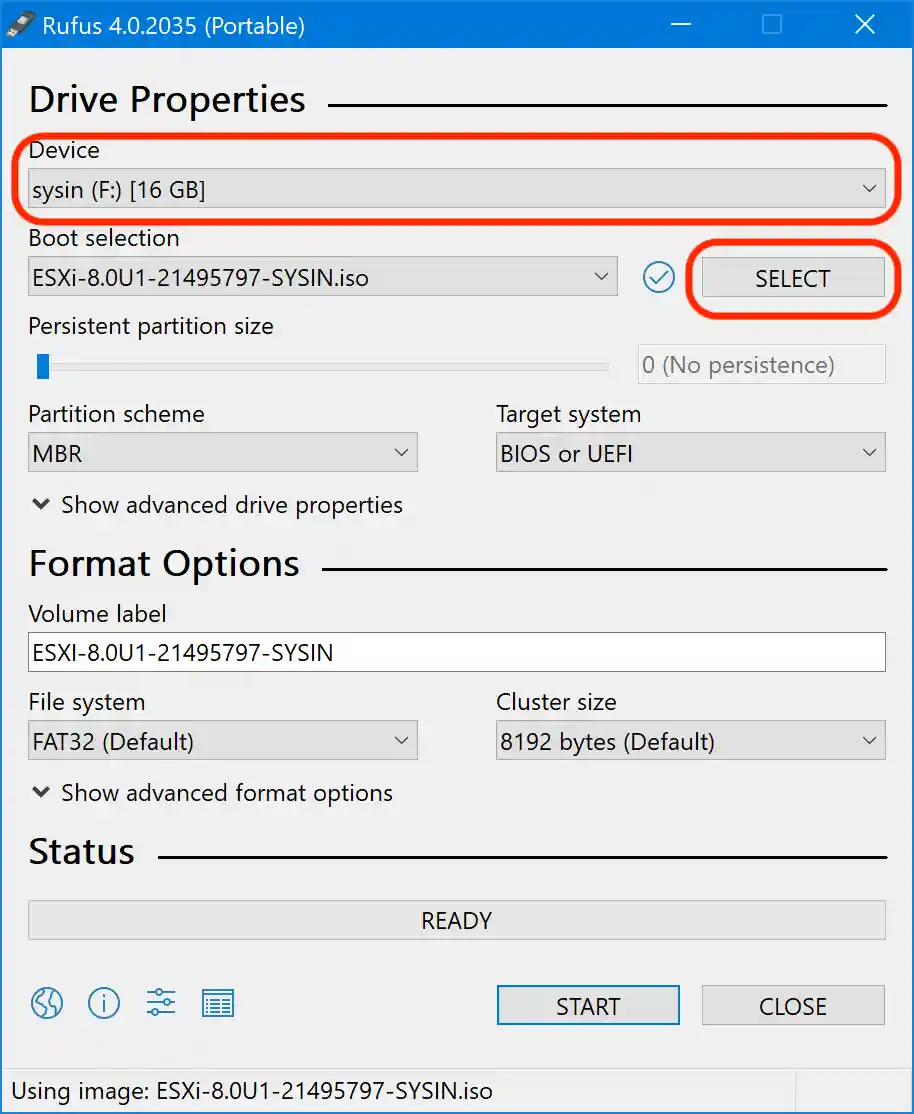 Rufus 4.0.2035 (Portable)
Drive Properties
Device
sysin (F:) [16 GB]
Boot selection
ESXi-8.0U1-21495797-SYSIN.iso
SELECT
Persistent partition size
0 (No persistence)
Partition scheme
Target system
MBR
BIOS or UEFI
Show advanced drive properties
Format Options
Volume label
ESXI-8.0U1-21495797-SYSIN
File system
Cluster size
FAT32 (Default)
8192 bytes (Default)
Show advanced format options
Status
READY
START
CLOSE
Using image: ESXi-8.0U1-21495797-SYSIN.iso